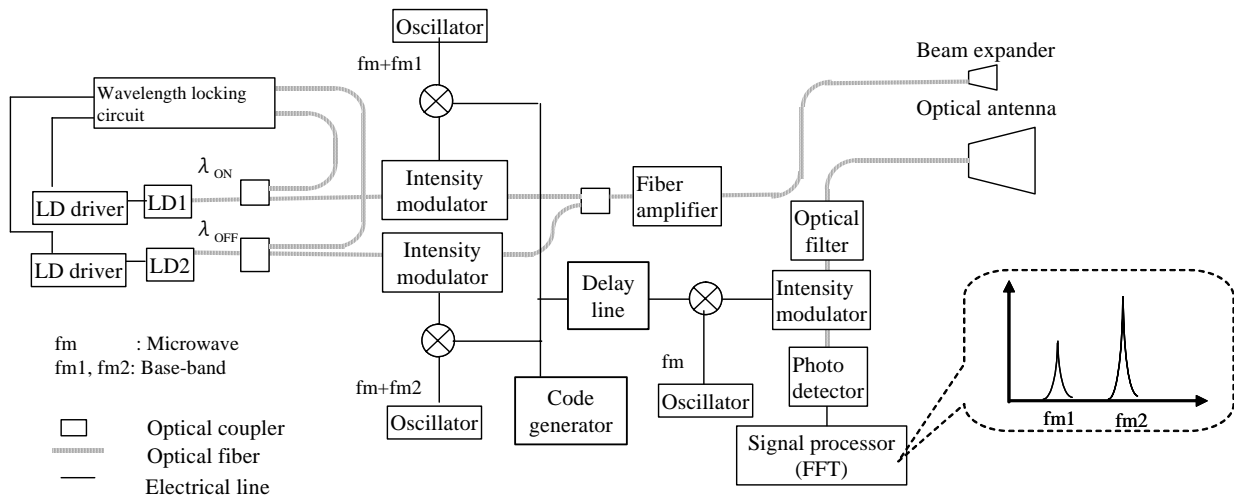 Oscillator
fm+fm1
Beam expander
Wavelength locking
circuit
Optical antenna
λ ON
LD driver
LD1
Intensity
modulator
Fiber
amplifier
Optical
filter
λ OFF
LD driver
LD2
Intensity
modulator
Delay
line
Intensity
modulator
fm : Microwave
fm1, fm2: Base-band
fm
fm+fm2
Photo
detector
Oscillator
Code
generator
Oscillator
fm1
fm2
Optical coupler
Optical fiber
Electrical line
Signal processor
(FFT)